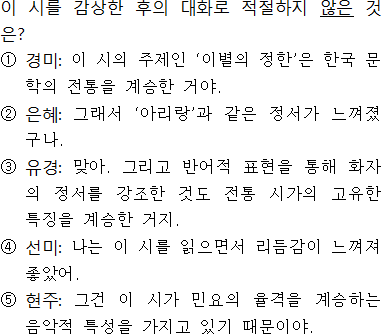 이 시를 감상한 후의 대화로 적절하지 않은 것
은?
① 경미: 이 시의 주제인 ‘이별의 정한’은 한국 문
학의 전통을 계승한 거야.
② 은혜: 그래서 ‘아리랑’과 같은 정서가 느껴졌
구나.
③ 유경: 맞아. 그리고 반어적 표현을 통해 화자
의 정서를 강조한 것도 전통 시가의 고유한
특징을 계승한 거지.
④ 선미: 나는 이 시를 읽으면서 리듬감이 느껴져
좋았어.
⑤ 현주: 그건 이 시가 민요의 율격을 계승하는
음악적 특성을 가지고 있기 때문이야.